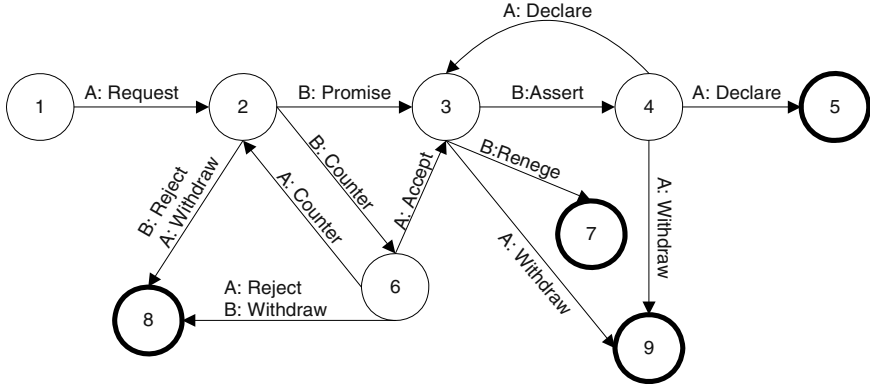 A: Declare
1
A: Request
2
B: Promise
3
B:Assert
4
A: Declare
5
B: Reject
A: Withdraw
B: Counter
A: Counter
A: Accept
B:Renege
A: Withdraw
A: Withdraw
7
6
A: Reject
B: Withdraw
8
9